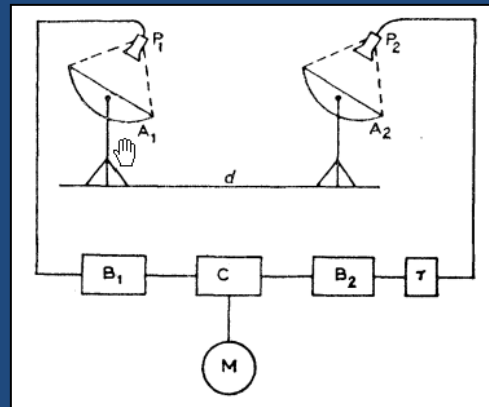 P₁ P₂
A₁ A₂
d
B₁ C B₂ τ
M